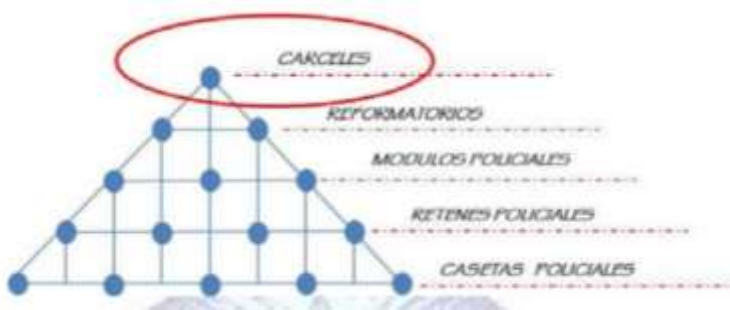 CARCELES
REFORMATORIOS
MODULOS POLICIALES
RETENES POLICIALES
CASETAS POLICIALES